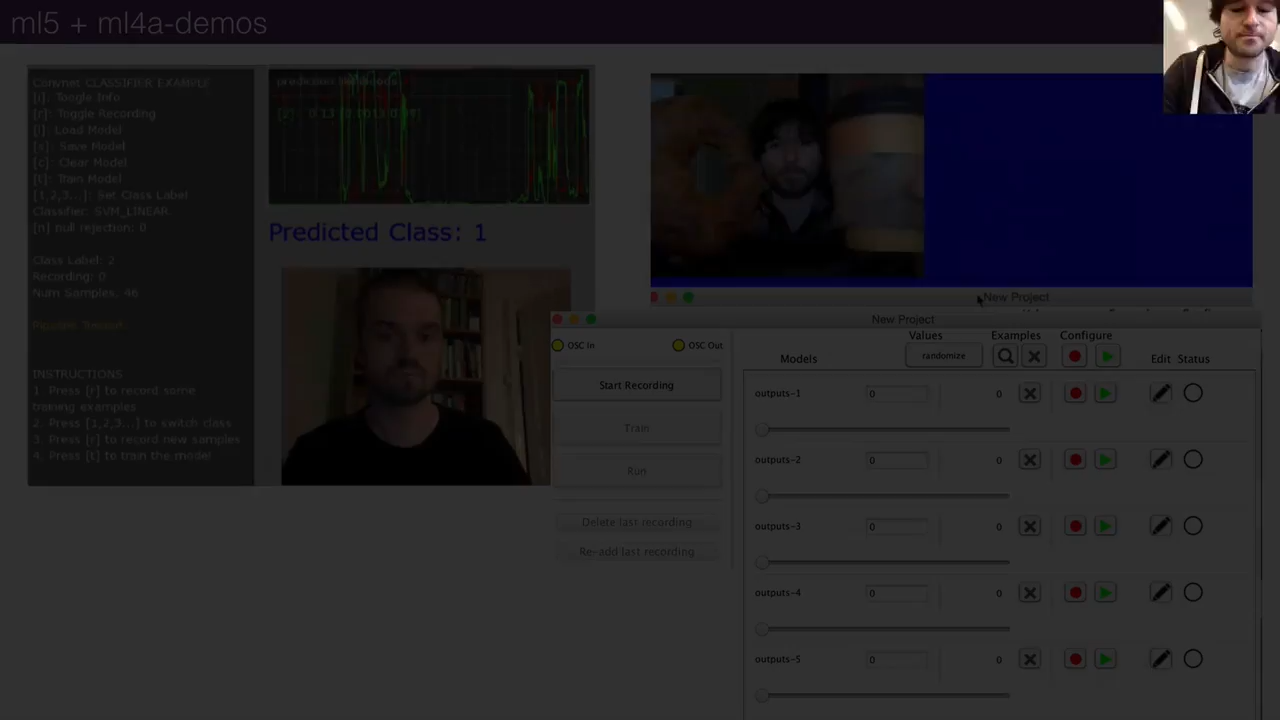 ml5 + ml4a-demos
Convnet CLASSIFIER EXAMPLE
[i]: Toogle Info
[r]: Toggle Recording
[l]: Load Model
[s]: Save Model
[c]: Clear Model
[t]: Train Model
[1,2,3...]: Set Class Label
Classifier: SVM_LINEAR
[n] null rejection: 0
Class Label: 2
Recording: 0
Num Samples: 46
INSTRUCTIONS
1. Press [r] to record some
training examples
2. Press [1,2,3...] to switch class
3. Press [r] to record new samples
4. Press [t] to train the model
Predicted Class: 1
New Project
New Project
OSC In
OSC Out
Start Recording
Train
Run
Delete last recording
Re-add last recording
Models
Values
randomize
Examples
Configure
Edit
Status
outputs-1
0
0
outputs-2
0
0
outputs-3
0
0
outputs-4
0
0
outputs-5
0
0